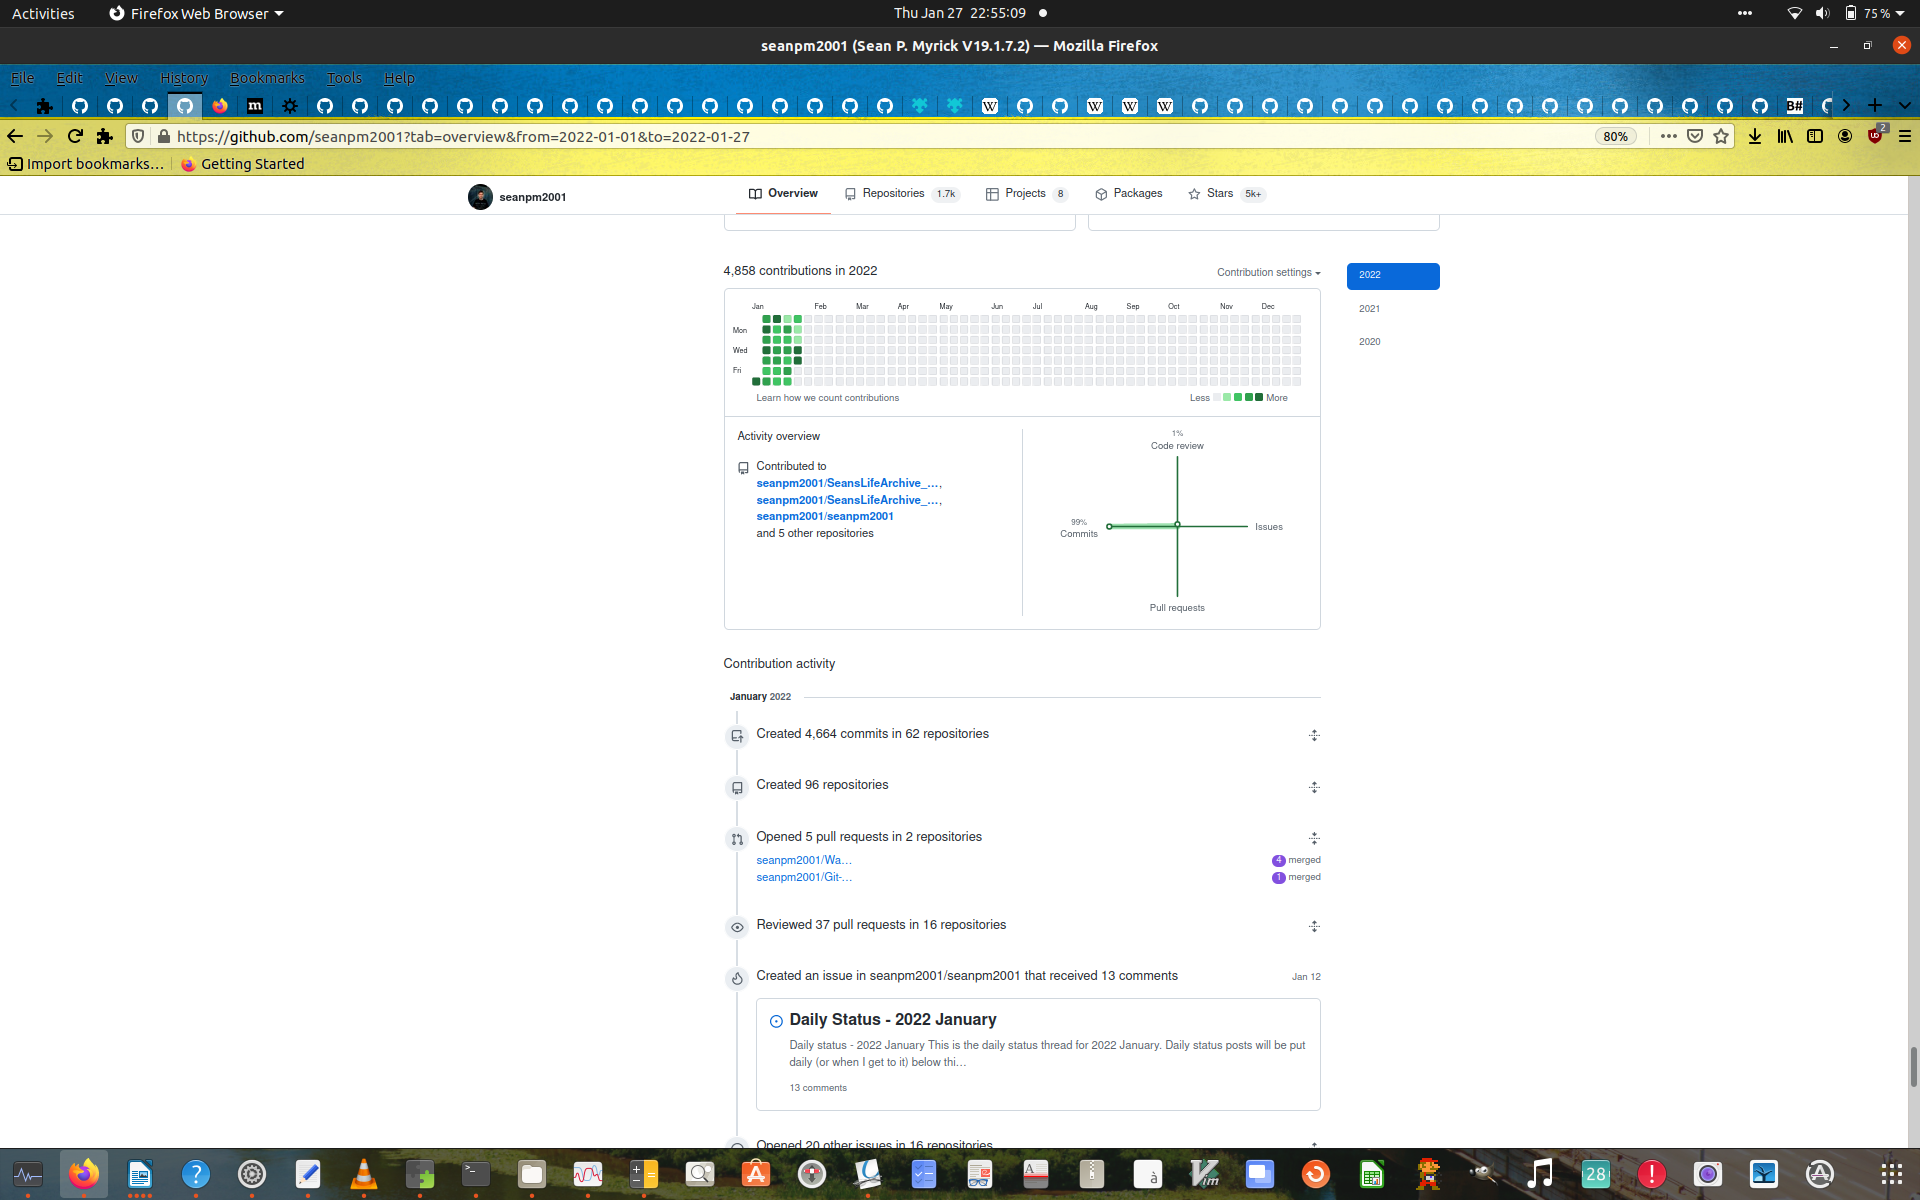 Activities
Firefox Web Browser
Thu Jan 27 22:55:09
75 %
seanpm2001 (Sean P. Myrick V19.1.7.2) — Mozilla Firefox
File Edit View History Bookmarks Tools Help
https://github.com/seanpm2001?tab=overview&from=2022-01-01&to=2022-01-27
80%
2
Import bookmarks…
Getting Started
seanpm2001
Overview
Repositories 1.7k
Projects 8
Packages
Stars 5k+
4,858 contributions in 2022
Contribution settings
2022
2021
2020
Jan Feb Mar Apr May Jun Jul Aug Sep Oct Nov Dec
Mon
Wed
Fri
Learn how we count contributions
Less More
Activity overview
Contributed to
seanpm2001/SeansLifeArchive_…,
seanpm2001/SeansLifeArchive_…,
seanpm2001/seanpm2001
and 5 other repositories
1%
Code review
99%
Commits
Issues
Pull requests
Contribution activity
January 2022
Created 4,664 commits in 62 repositories
Created 96 repositories
Opened 5 pull requests in 2 repositories
seanpm2001/Wa…
4 merged
seanpm2001/Git-…
1 merged
Reviewed 37 pull requests in 16 repositories
Created an issue in seanpm2001/seanpm2001 that received 13 comments
Jan 12
Daily Status - 2022 January
Daily status - 2022 January This is the daily status thread for 2022 January. Daily status posts will be put
daily (or when I get to it) below thi…
13 comments
Opened 20 other issues in 16 repositories
28